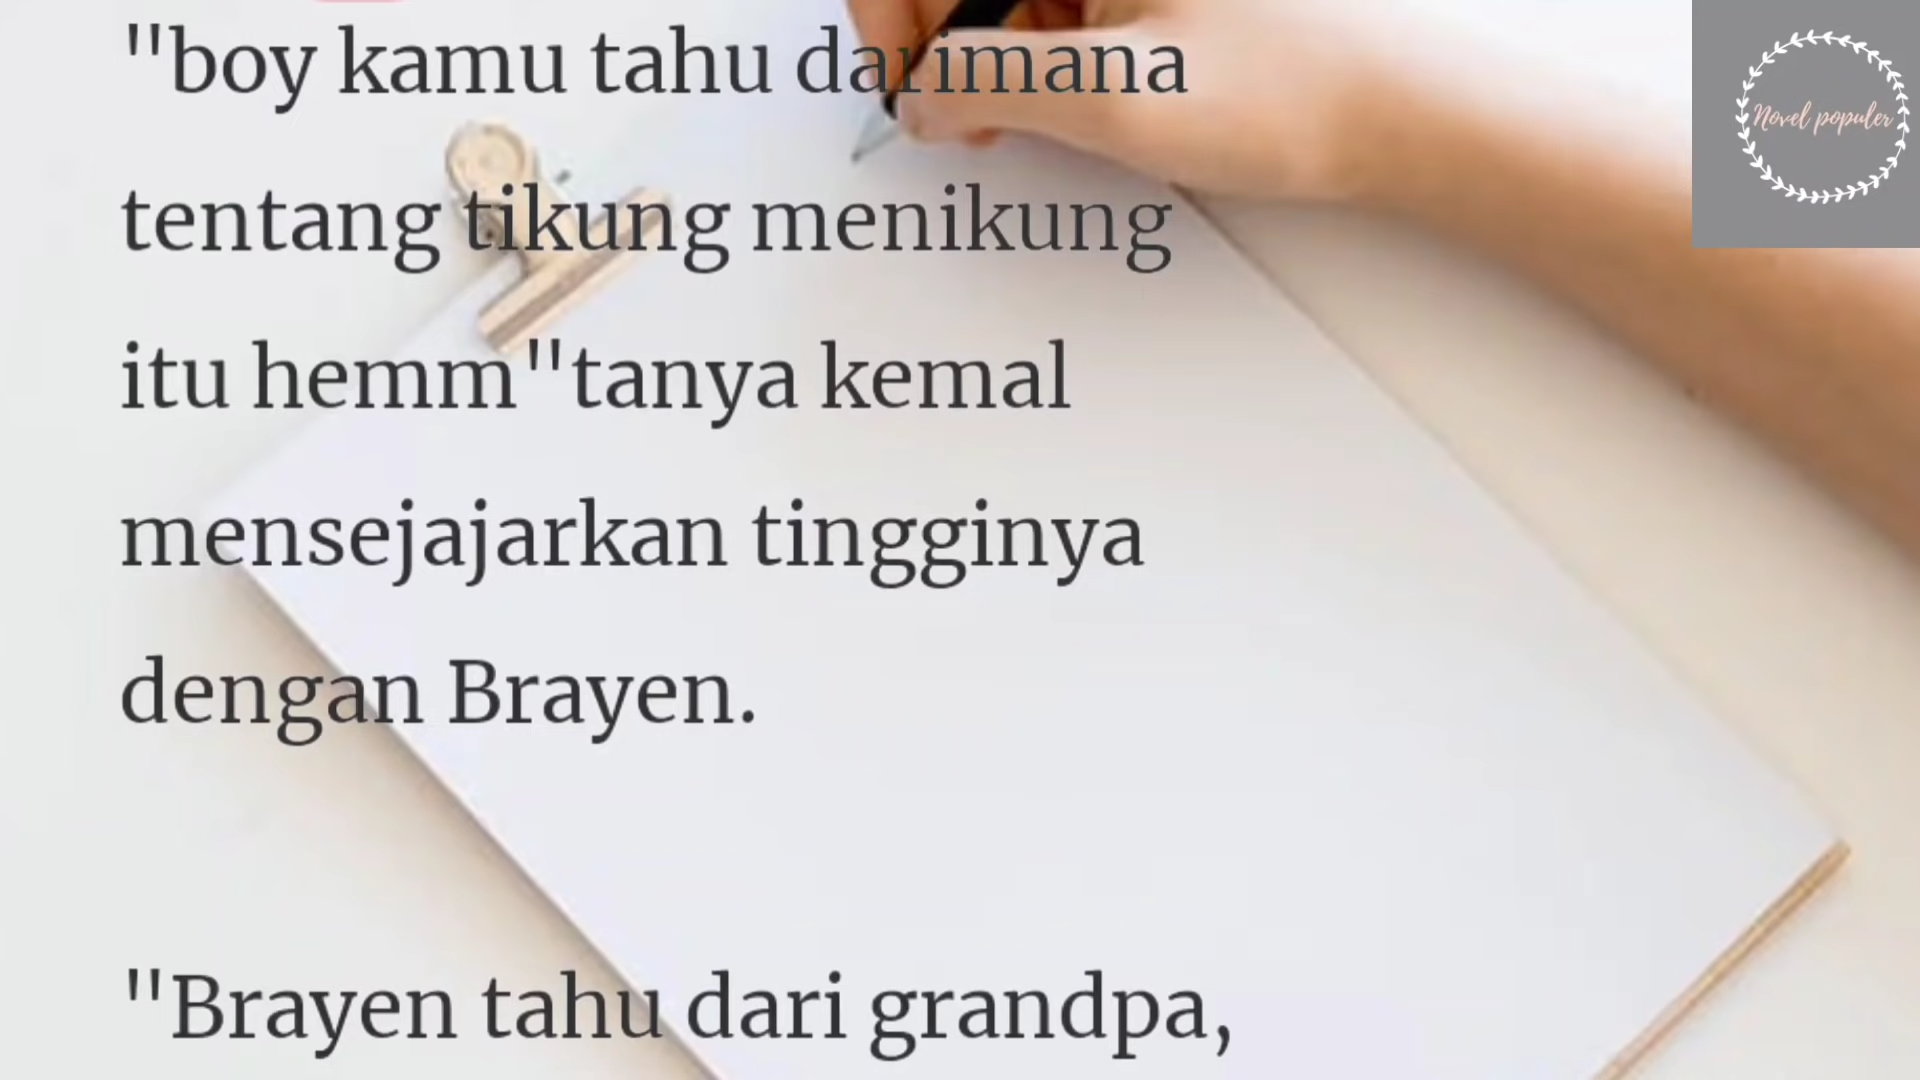 "boy kamu tahu darimana
tentang tikung menikung
itu hemm"tanya kemal
mensejajarkan tingginya
dengan Brayen.
"Brayen tahu dari grandpa,
Novel populer